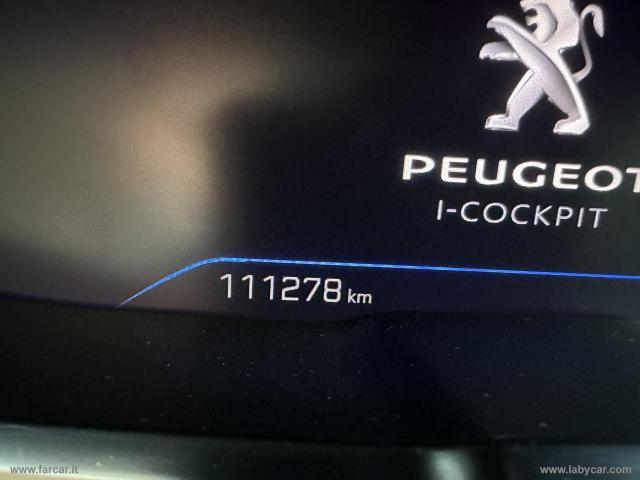 PEUGEOT
I-COCKPIT
111278 km
www.farcar.it
www.labycar.com